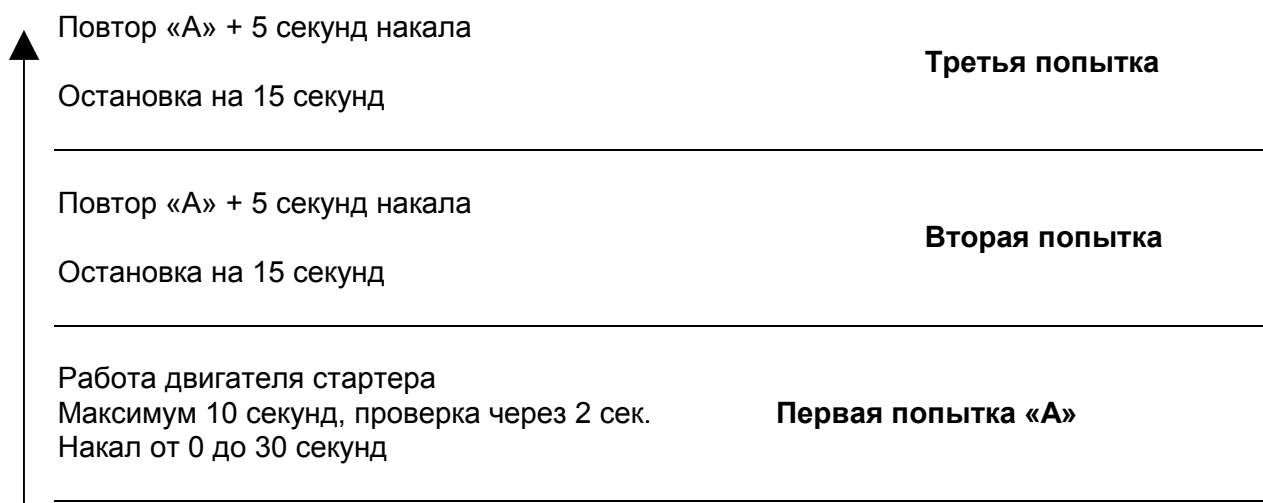 Повтор «А» + 5 секунд накала
Третья попытка
Остановка на 15 секунд
Повтор «А» + 5 секунд накала
Вторая попытка
Остановка на 15 секунд
Работа двигателя стартера
Максимум 10 секунд, проверка через 2 сек. Первая попытка «А»
Накал от 0 до 30 секунд